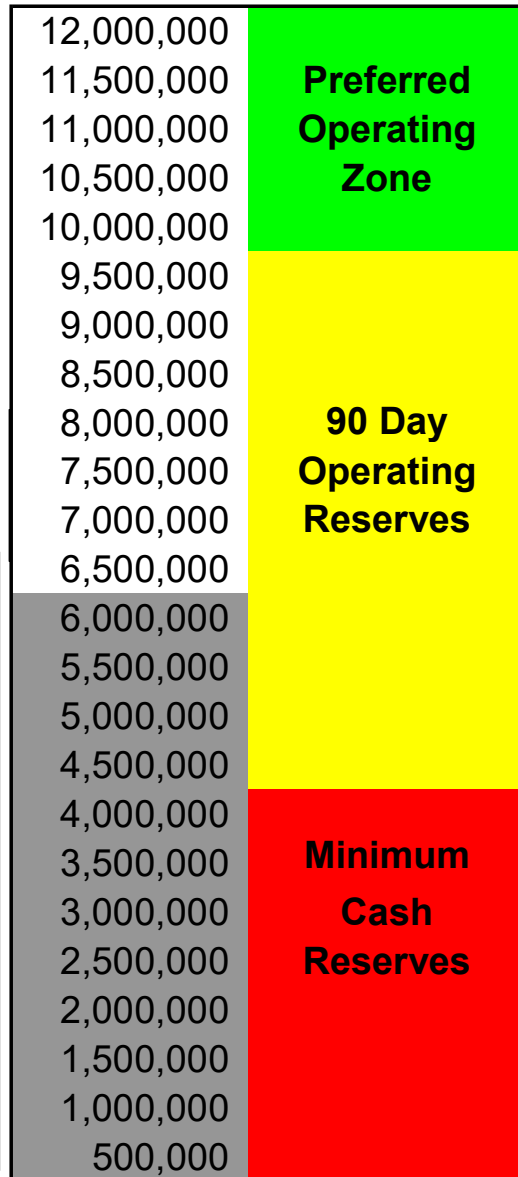 12,000,000
11,500,000 Preferred
11,000,000 Operating
10,500,000 Zone
10,000,000
9,500,000
9,000,000
8,500,000
8,000,000 90 Day
7,500,000 Operating
7,000,000 Reserves
6,500,000
6,000,000
5,500,000
5,000,000
4,500,000
4,000,000
3,500,000 Minimum
3,000,000 Cash
2,500,000 Reserves
2,000,000
1,500,000
1,000,000
500,000